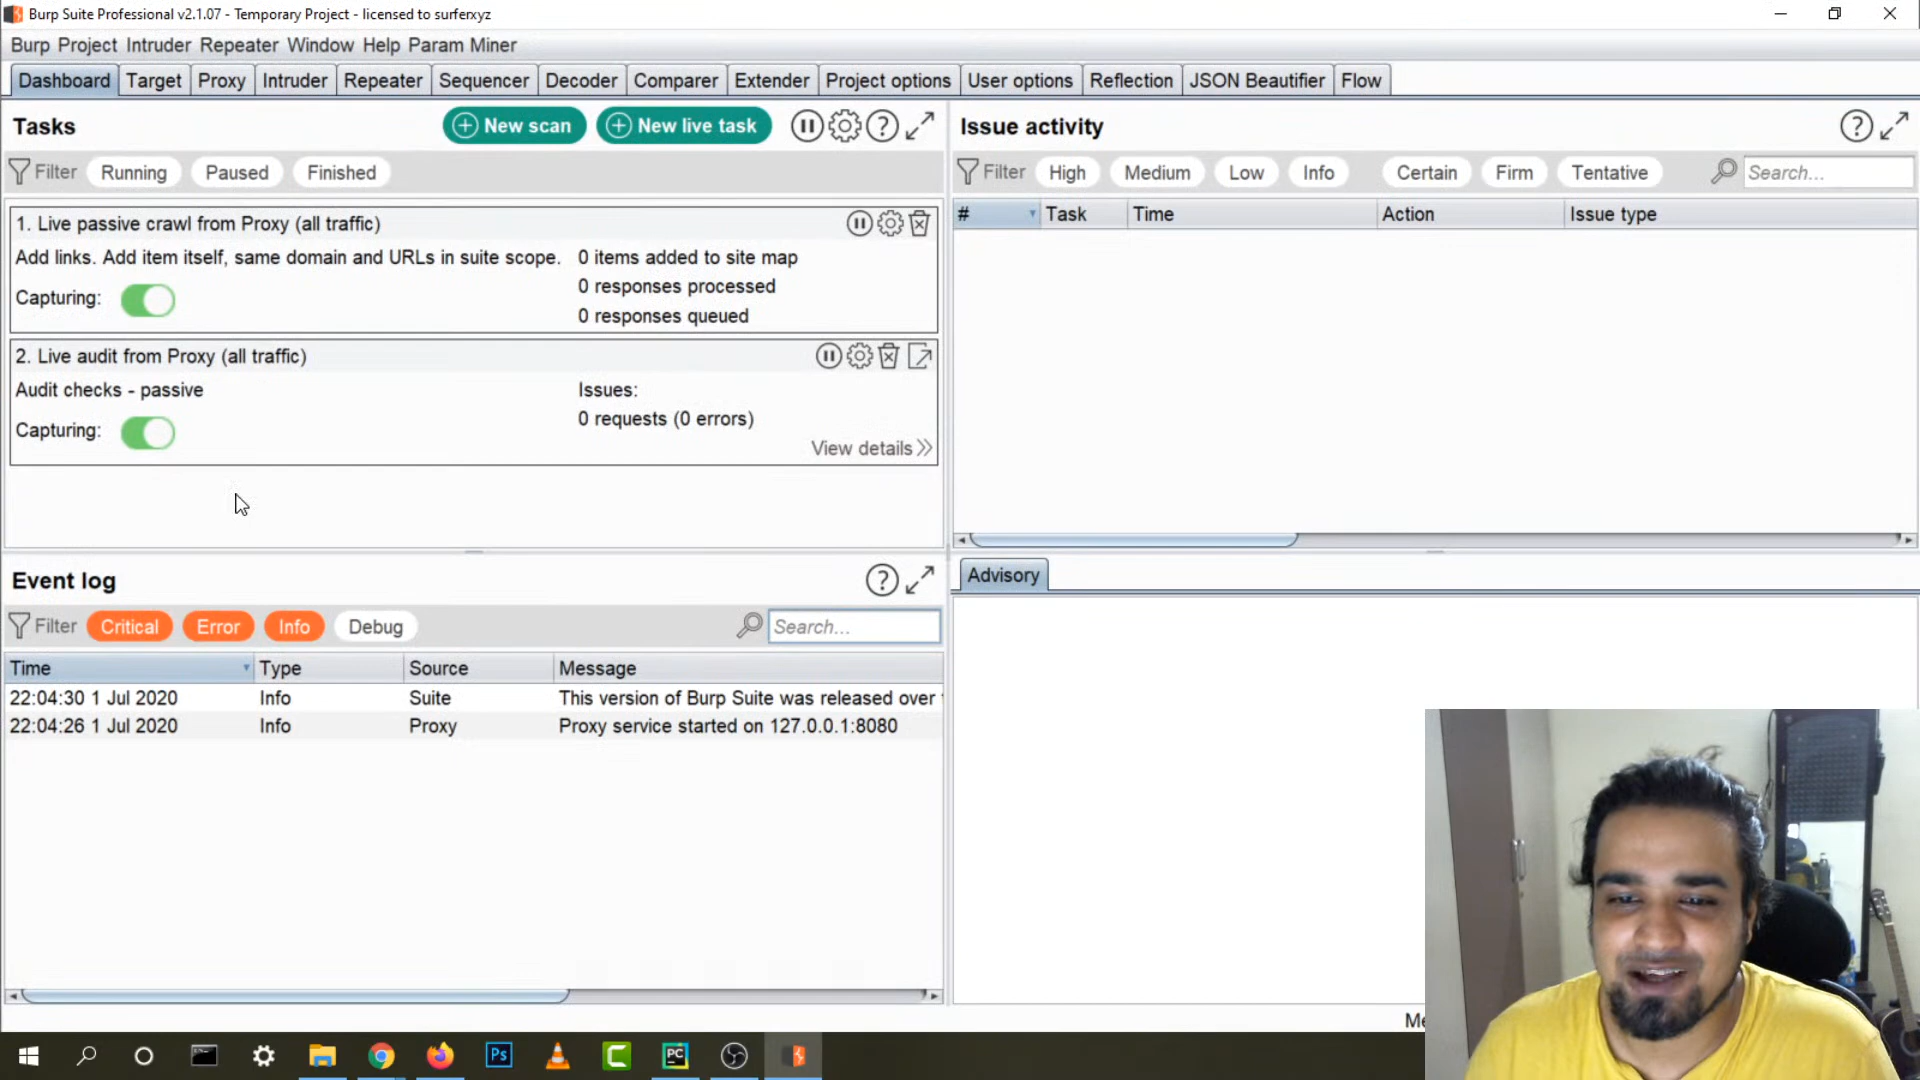 Burp Suite Professional v2.1.07 - Temporary Project - licensed to surferxyz
Burp Project Intruder Repeater Window Help Param Miner
Dashboard Target Proxy Intruder Repeater Sequencer Decoder Comparer Extender Project options User options Reflection JSON Beautifier Flow
Tasks
New scan
New live task
Filter Running Paused Finished
1. Live passive crawl from Proxy (all traffic)
Add links. Add item itself, same domain and URLs in suite scope.
0 items added to site map
Capturing:
0 responses processed
0 responses queued
2. Live audit from Proxy (all traffic)
Audit checks - passive
Issues:
Capturing:
0 requests (0 errors)
View details
Issue activity
Filter High Medium Low Info Certain Firm Tentative Search...
# Task Time Action Issue type
Event log
Filter Critical Error Info Debug Search...
Time Type Source Message
22:04:30 1 Jul 2020 Info Suite This version of Burp Suite was released over
22:04:26 1 Jul 2020 Info Proxy Proxy service started on 127.0.0.1:8080
Advisory
Me
Ps
PC